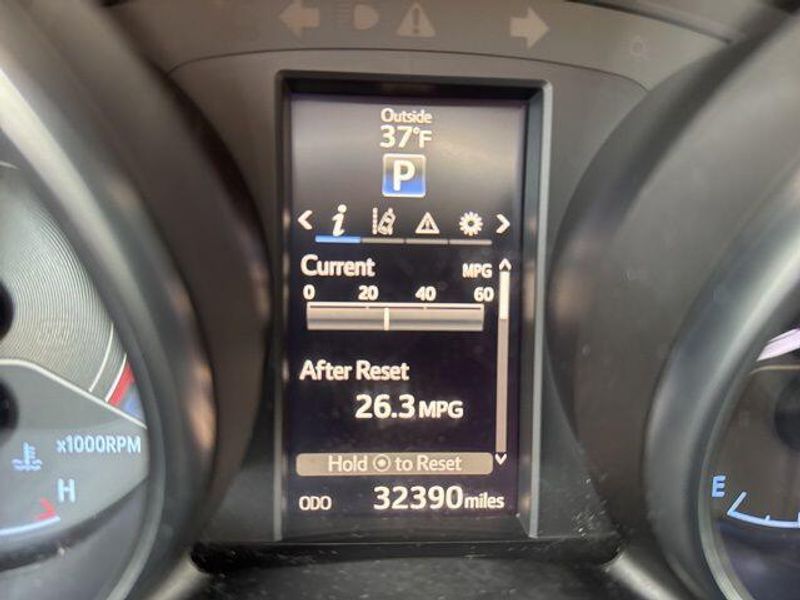 Outside
37°F
P
Current MPG
0 20 40 60
After Reset
26.3 MPG
Hold to Reset
ODO 32390 miles
x1000RPM
H
E